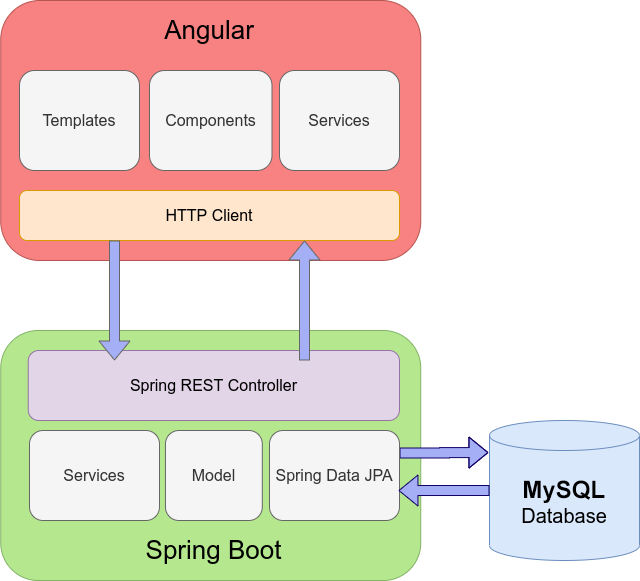 Angular
Templates
Components
Services
HTTP Client
Spring REST Controller
Services
Model
Spring Data JPA
MySQL
Database
Spring Boot